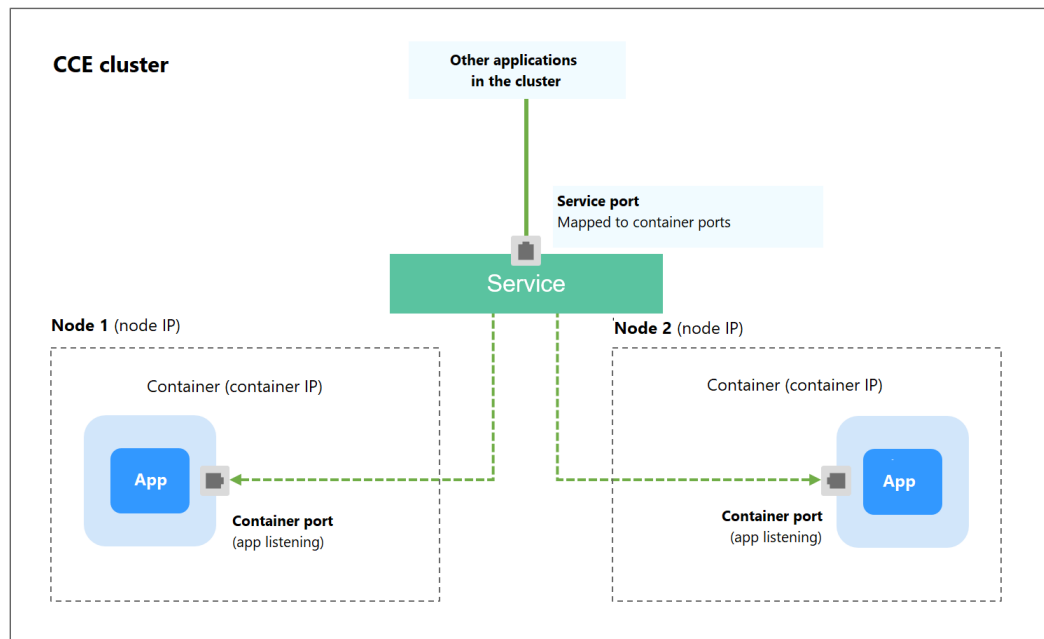 CCE cluster
Other applications
in the cluster
Service port
Mapped to container ports
Service
Node 1 (node IP)
Node 2 (node IP)
Container (container IP)
Container (container IP)
App
App
Container port
(app listening)
Container port
(app listening)